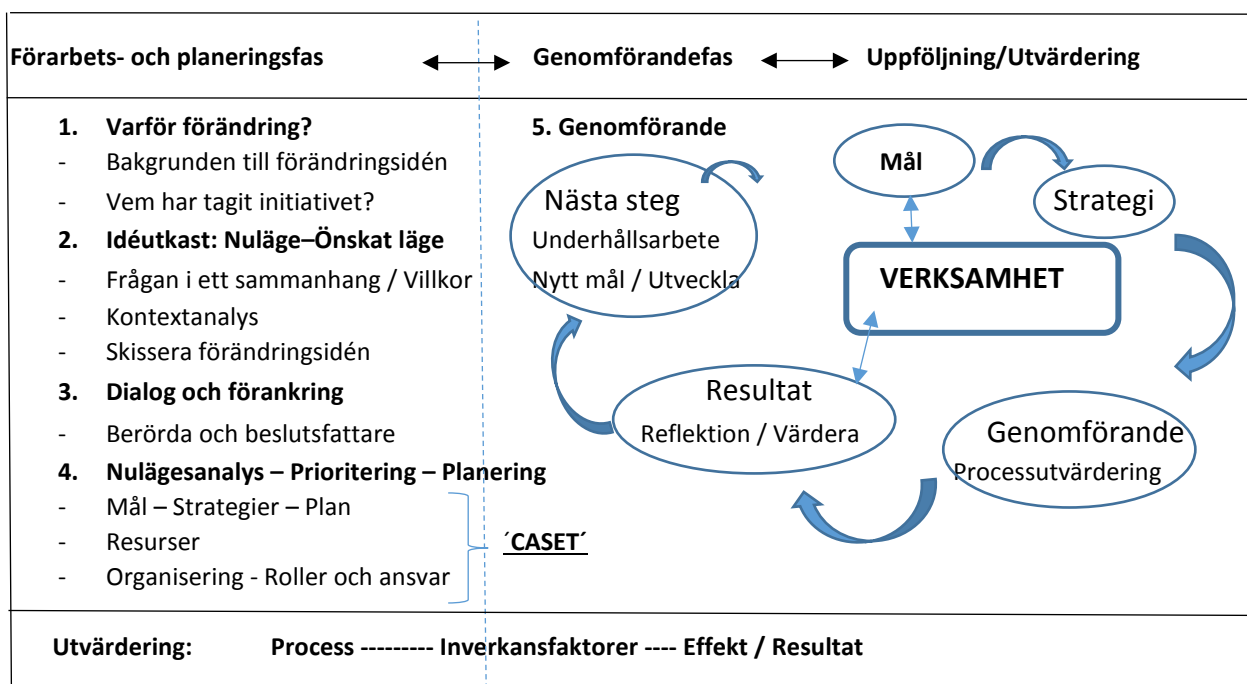 Förarbets- och planeringsfas
Genomförandefas
Uppföljning/Utvärdering
1. Varför förändring?
- Bakgrunden till förändringsidén
- Vem har tagit initiativet?
2. Idéutkast: Nuläge–Önskat läge
- Frågan i ett sammanhang / Villkor
- Kontextanalys
- Skissera förändringsidén
3. Dialog och förankring
- Berörda och beslutsfattare
4. Nulägesanalys – Prioritering – Planering
- Mål – Strategier – Plan
- Resurser
- Organisering - Roller och ansvar
´CASET´
5. Genomförande
Mål
Strategi
VERKSAMHET
Genomförande
Processutvärdering
Resultat
Reflektion / Värdera
Nästa steg
Underhållsarbete
Nytt mål / Utveckla
Utvärdering: Process --------- Inverkansfaktorer ---- Effekt / Resultat